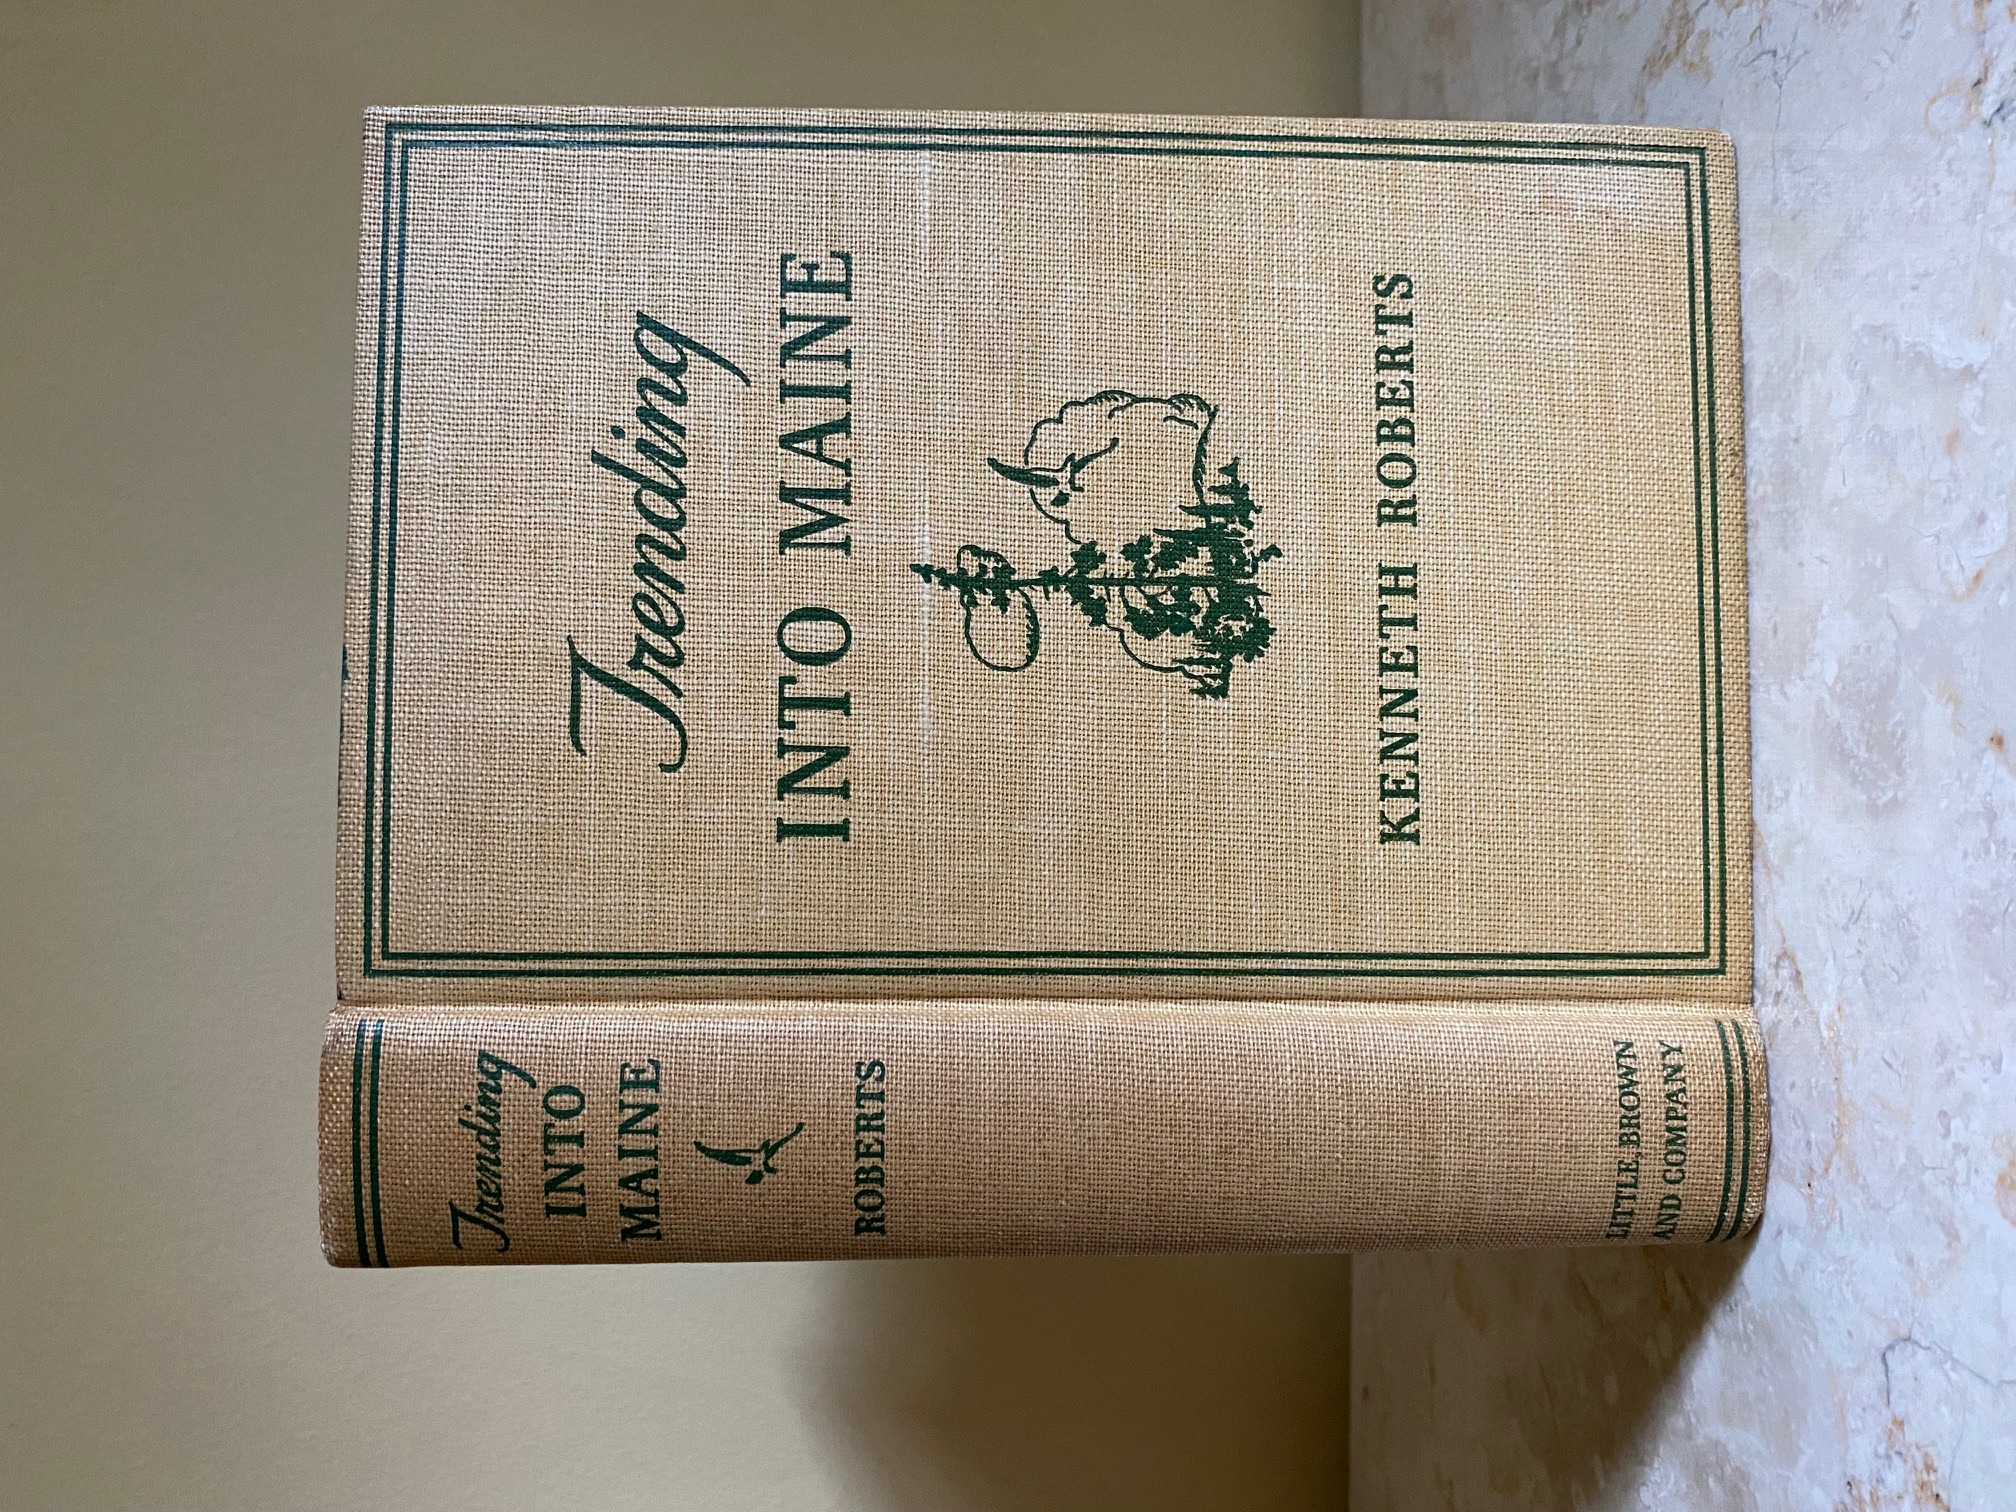 Trending
INTO MAINE
KENNETH ROBERTS
Trending
INTO
MAINE
ROBERTS
LITTLE, BROWN
AND COMPANY